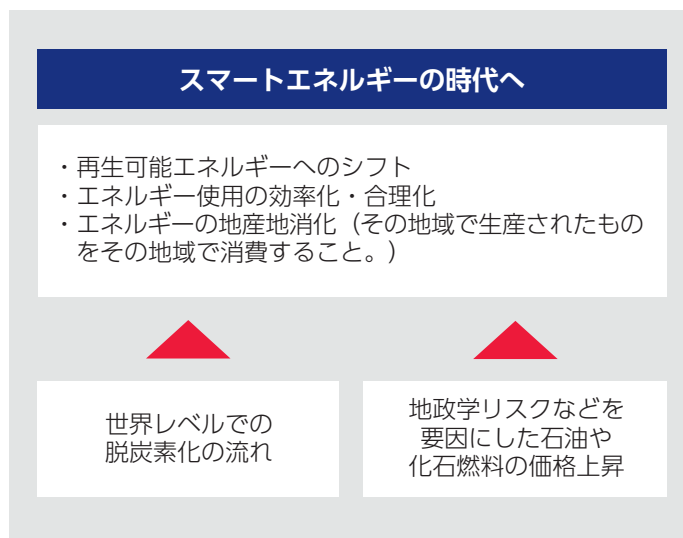 スマートエネルギーの時代へ
・再生可能エネルギーへのシフト
・エネルギー使用の効率化・合理化
・エネルギーの地産地消化（その地域で生産されたもの
をその地域で消費すること。）
世界レベルでの
脱炭素化の流れ
地政学リスクなどを
要因にした石油や
化石燃料の価格上昇